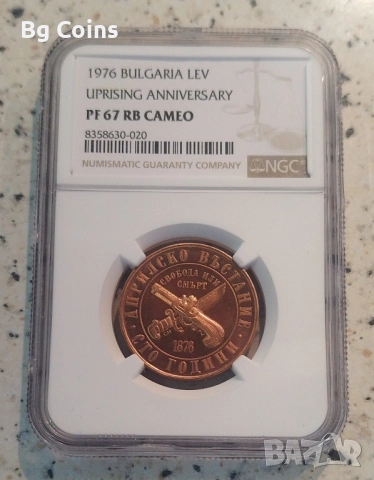 Bg Coins
1976 BULGARIA LEV
UPRISING ANNIVERSARY
PF 67 RB CAMEO
8358630-020
NUMISMATIC GUARANTY COMPANY
NGC
· АПРИЛСКО ВЪСТАНИЕ ·
СВОБОДА ИЛИ
СМЪРТ
1876
СТО ГОДИНИ
BAZAR